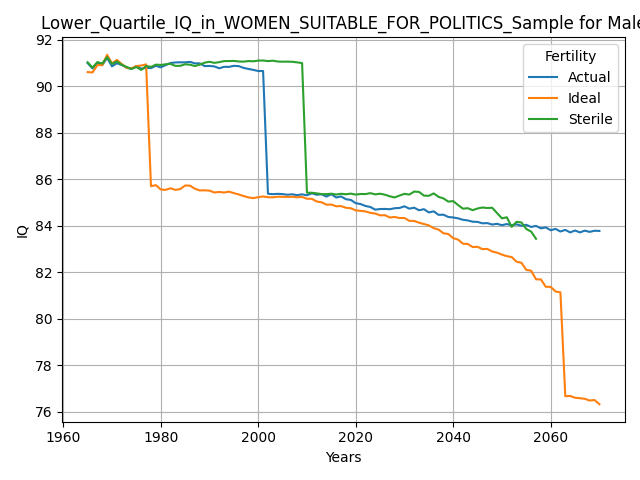 Lower_Quartile_IQ_in_WOMEN_SUITABLE_FOR_POLITICS_Sample for Male
92
90
88
86
84
82
80
78
76
IQ
Fertility
Actual
Ideal
Sterile
1960 1980 2000 2020 2040 2060
Years